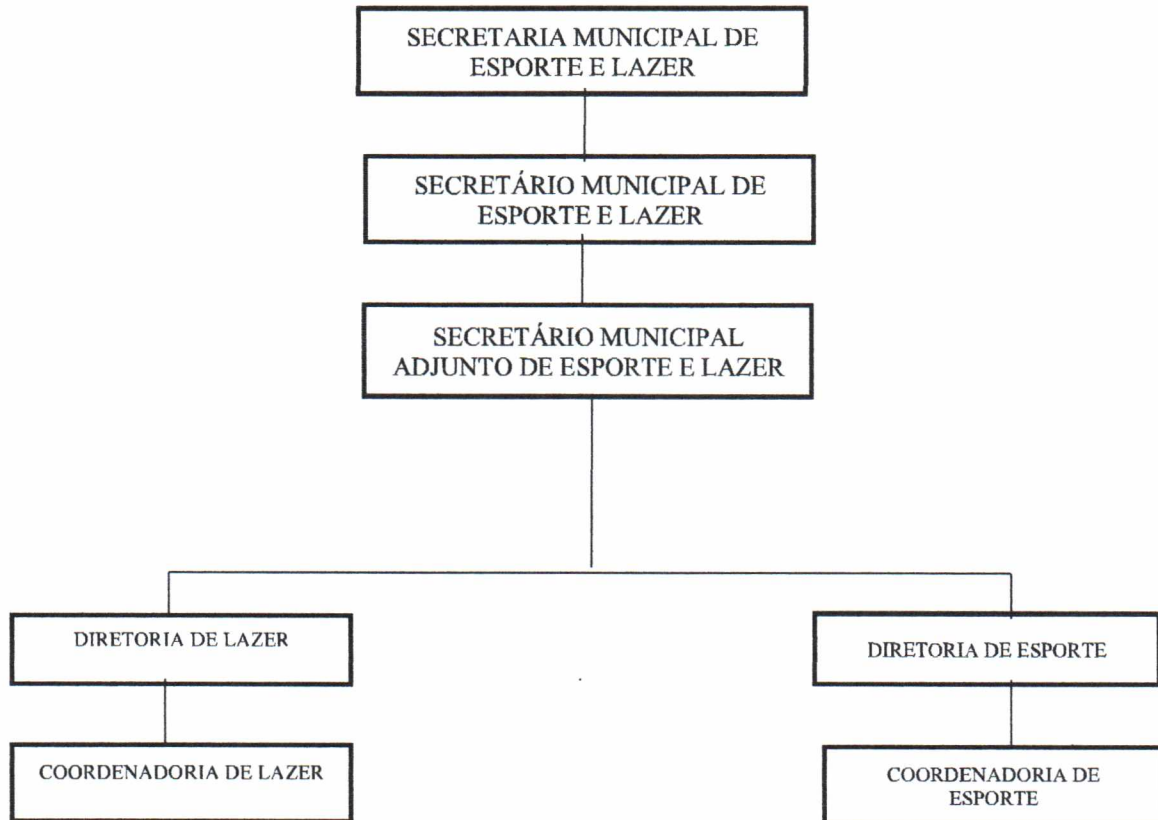 SECRETARIA MUNICIPAL DE
ESPORTE E LAZER
SECRETÁRIO MUNICIPAL DE
ESPORTE E LAZER
SECRETÁRIO MUNICIPAL
ADJUNTO DE ESPORTE E LAZER
DIRETORIA DE LAZER
DIRETORIA DE ESPORTE
COORDENADORIA DE LAZER
COORDENADORIA DE
ESPORTE